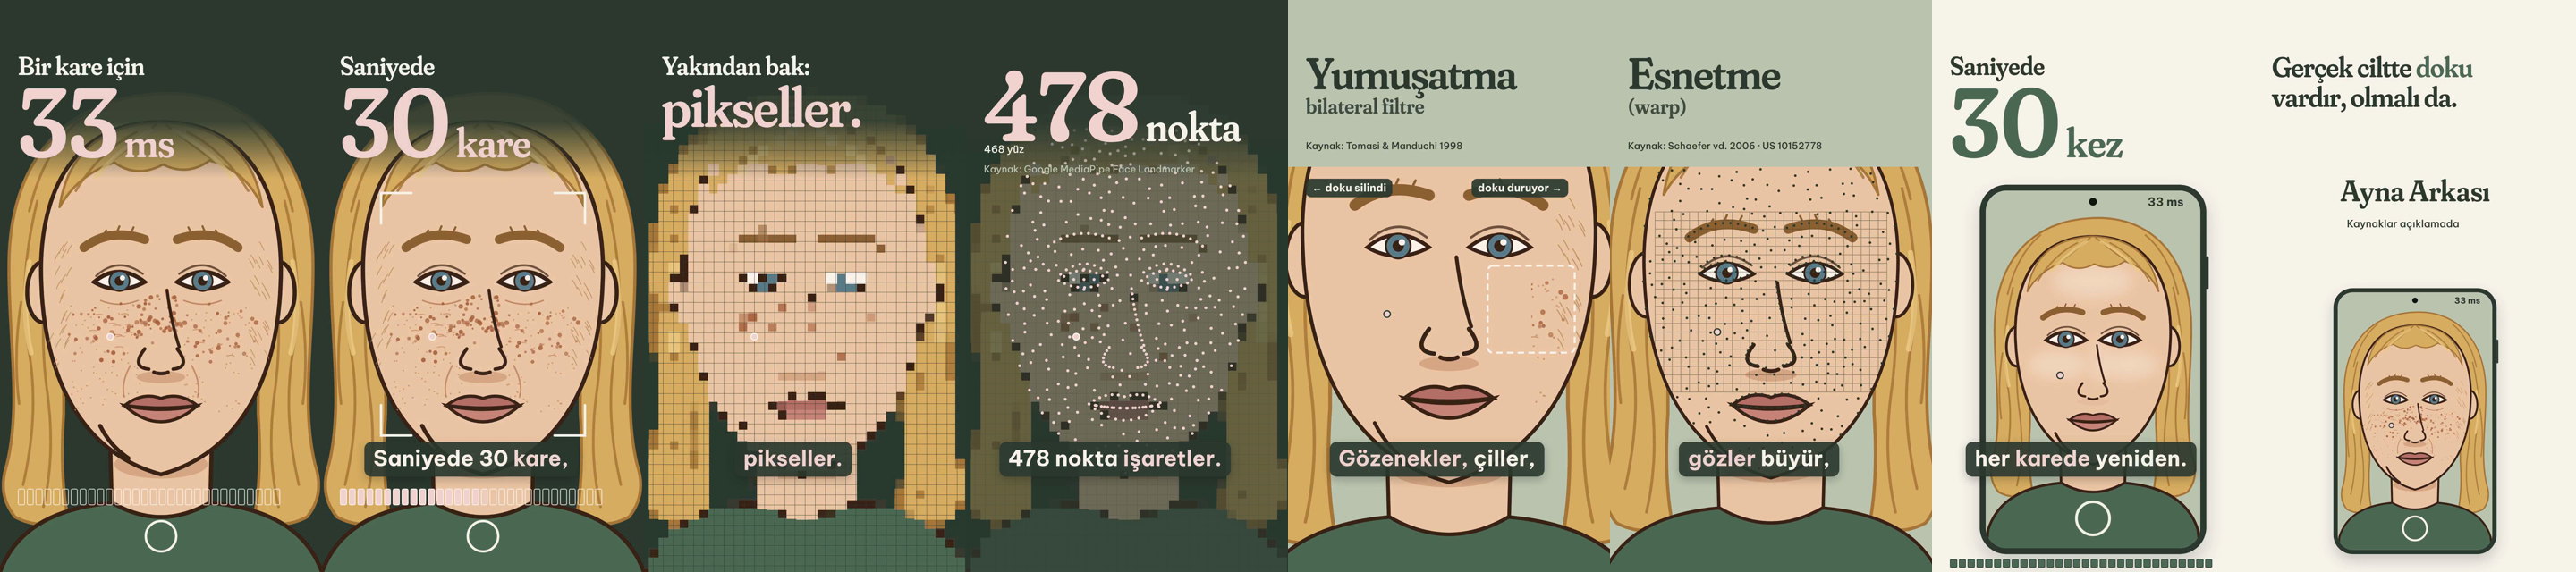 Bir kare için
33 ms
Saniyede
30 kare
Saniyede 30 kare,
Yakından bak:
pikseller.
pikseller.
478 nokta
468 yüz
Kaynak: Google MediaPipe Face Landmarker
478 nokta işaretler.
Yumuşatma
bilateral filtre
Kaynak: Tomasi & Manduchi 1998
← doku silindi
doku duruyor →
Gözenekler, çiller,
Esnetme
(warp)
Kaynak: Schaefer vd. 2006 · US 10152778
gözler büyür,
Saniyede
30 kez
33 ms
her karede yeniden.
Gerçek ciltte doku
vardır, olmalı da.
Ayna Arkası
Kaynaklar açıklamada
33 ms